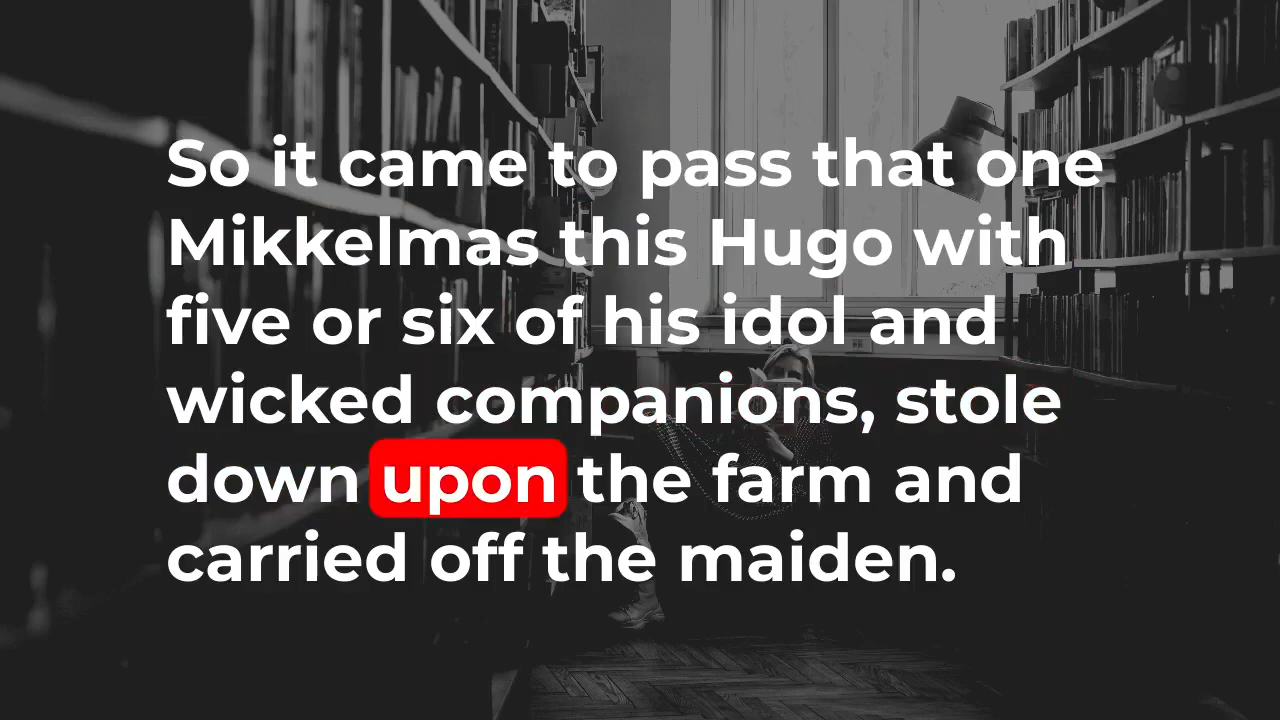 So it came to pass that one
Mikkelmas this Hugo with
five or six of his idol and
wicked companions, stole
down upon the farm and
carried off the maiden.